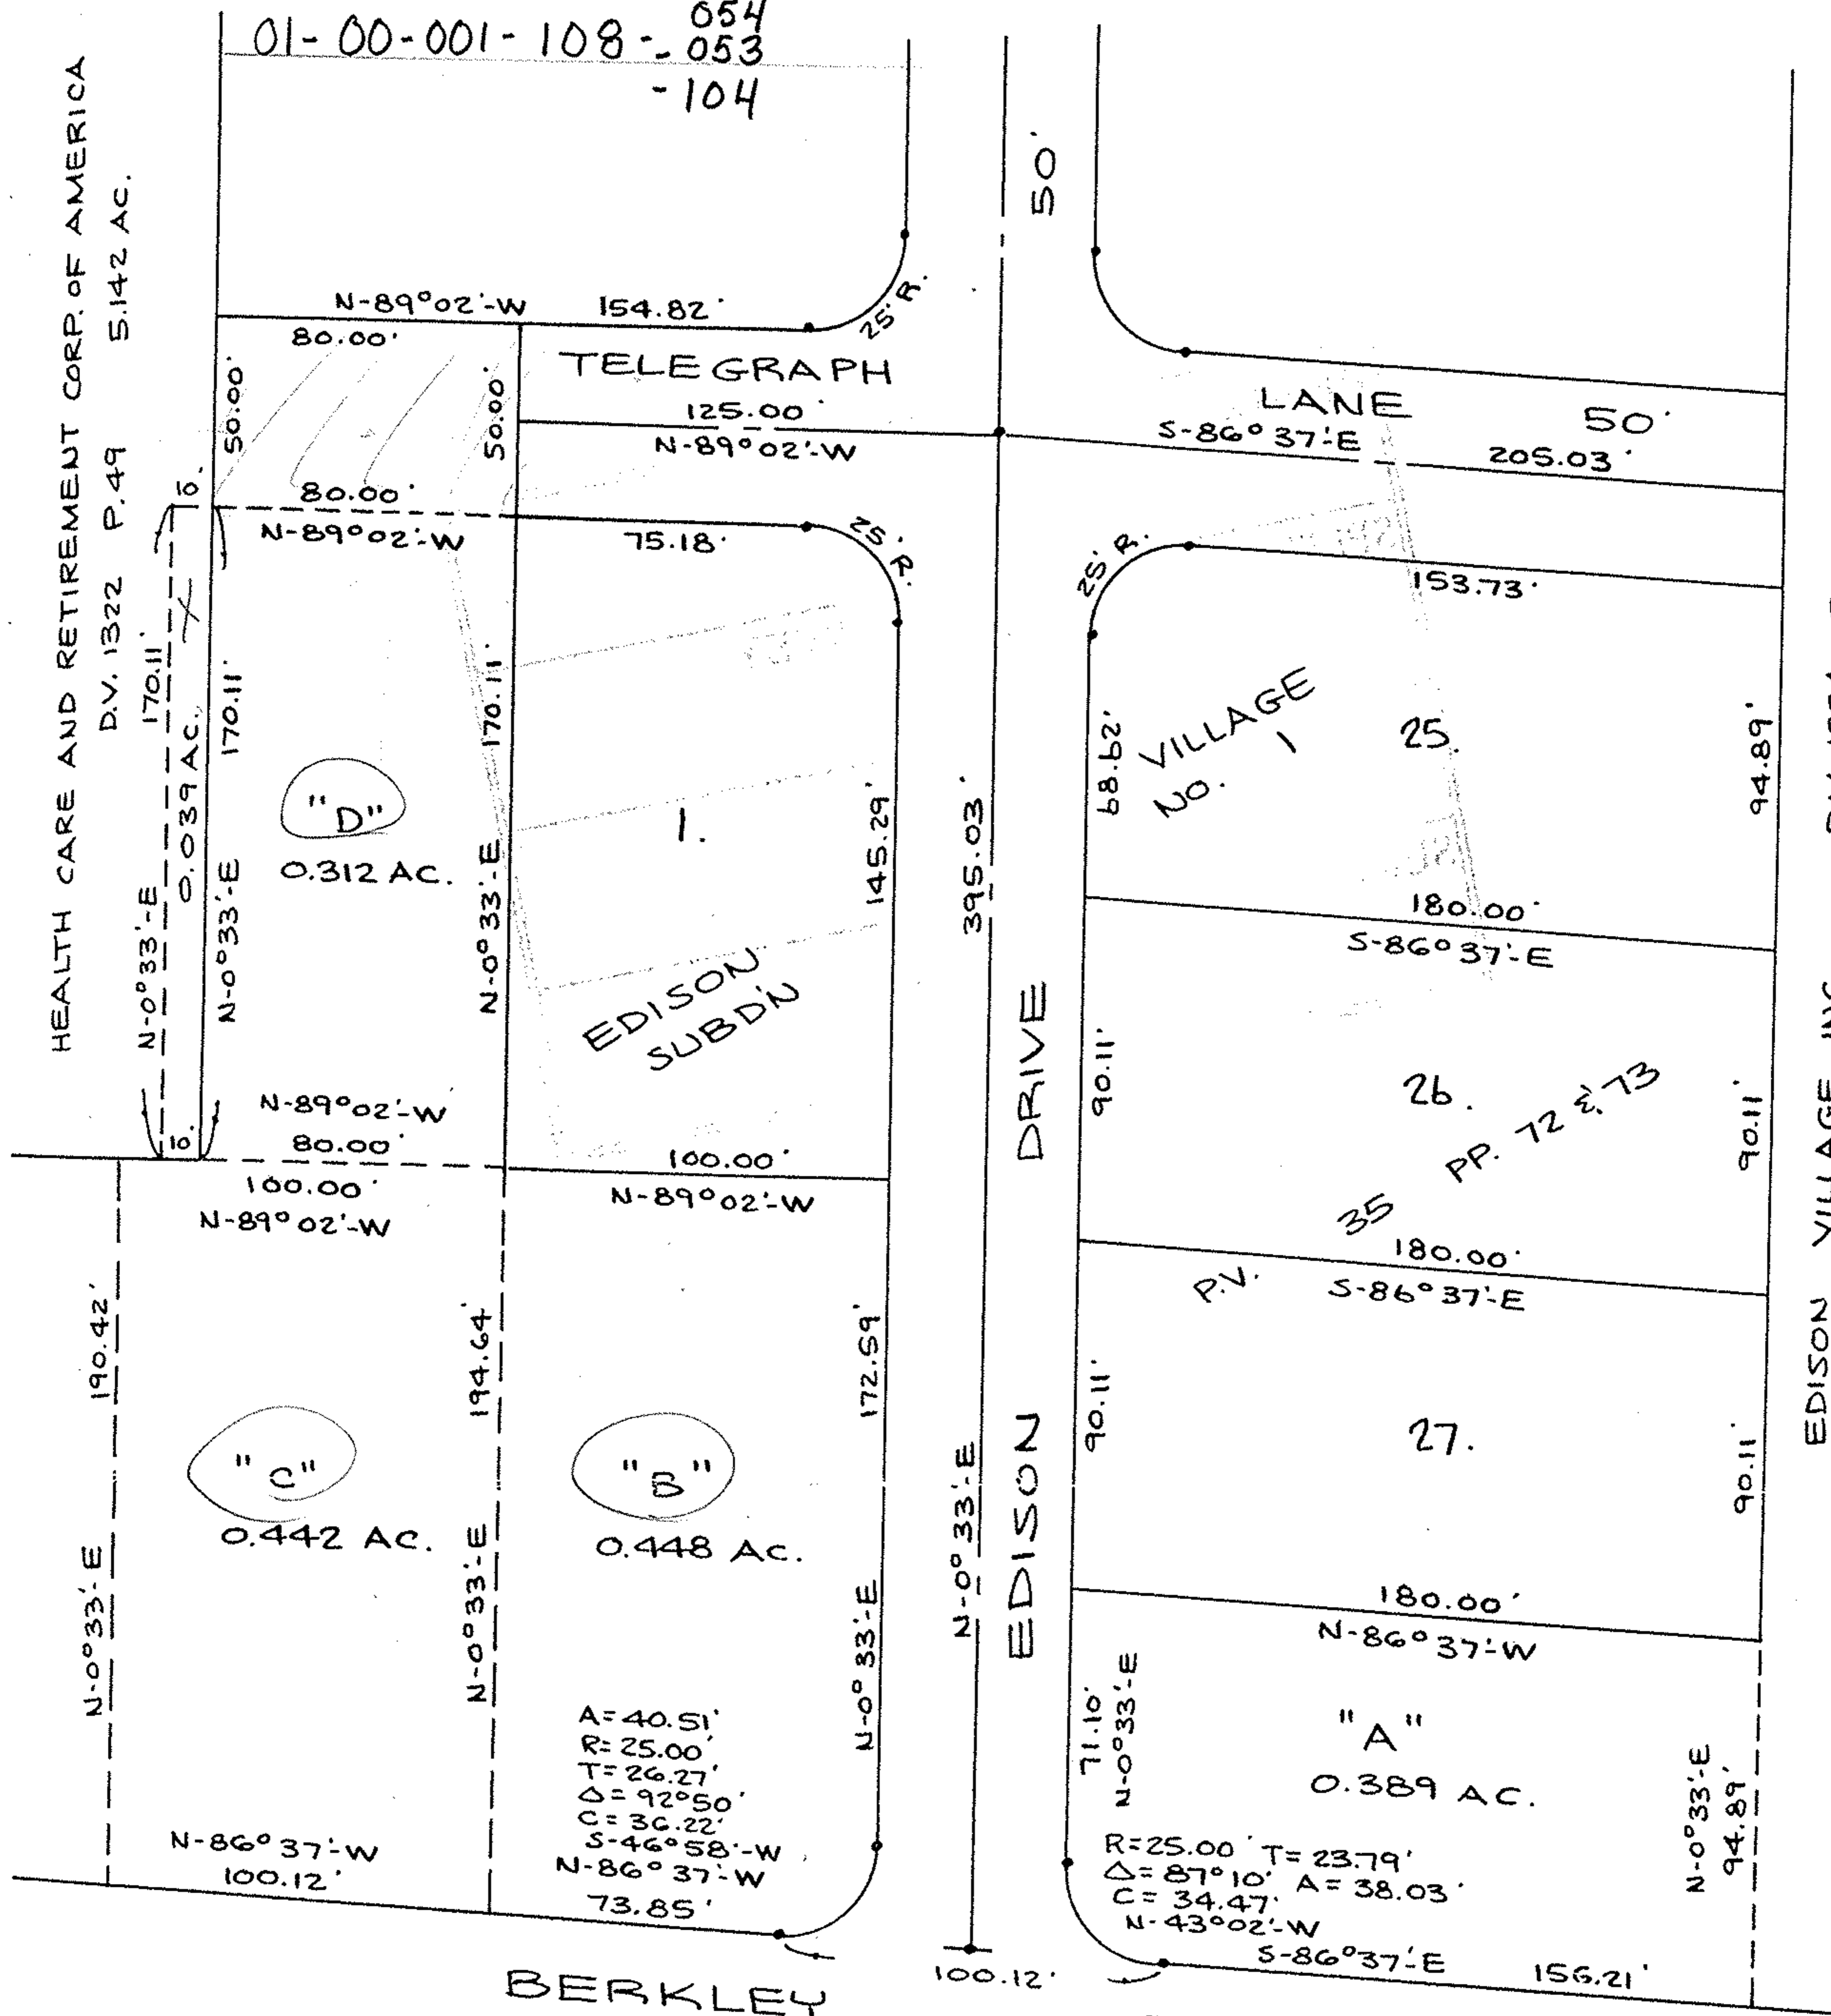 01-00-001-108-054
-053
-104
HEALTH CARE AND RETIREMENT CORP. OF AMERICA
D.V. 1322 P.49 5.142 AC.
50'
N-89°02'-W 154.82'
25' R.
80.00'
50.00'
50.00'
TELEGRAPH
LANE 50'
125.00'
N-89°02'-W
S-86°37'-E
205.03'
10'
80.00'
N-89°02'-W
75.18'
25' R.
25' R.
153.73'
N-0°33'-E 170.11'
0.039 AC.
N-0°33'-E 170.11'
"D"
0.312 AC.
N-0°33'-E 170.11'
1.
145.29'
EDISON
SUBD'N
395.03'
68.62'
VILLAGE
NO. 1
25.
94.89'
180.00'
S-86°37'-E
90.11'
26.
90.11'
P.V. 35 PP. 72 & 73
180.00'
S-86°37'-E
EDISON VILLAGE INC.
10'
N-89°02'-W
80.00'
100.00'
N-89°02'-W
100.00'
N-89°02'-W
N-0°33'-E 190.42'
"C"
0.442 AC.
N-0°33'-E 194.64'
"B"
0.448 AC.
N-0°33'-E 172.59'
N-0°33'-E
EDISON DRIVE
90.11'
27.
90.11'
180.00'
N-86°37'-W
A=40.51'
R=25.00'
T=26.27'
Δ=92°50'
C=36.22'
S-46°58'-W
N-86°37'-W
73.85'
N-86°37'-W
100.12'
71.10'
N-0°33'-E
"A"
0.389 AC.
N-0°33'-E
94.89'
R=25.00' T=23.79'
Δ=87°10' A=38.03'
C=34.47'
N-43°02'-W
S-86°37'-E 156.21'
100.12'
BERKLEY